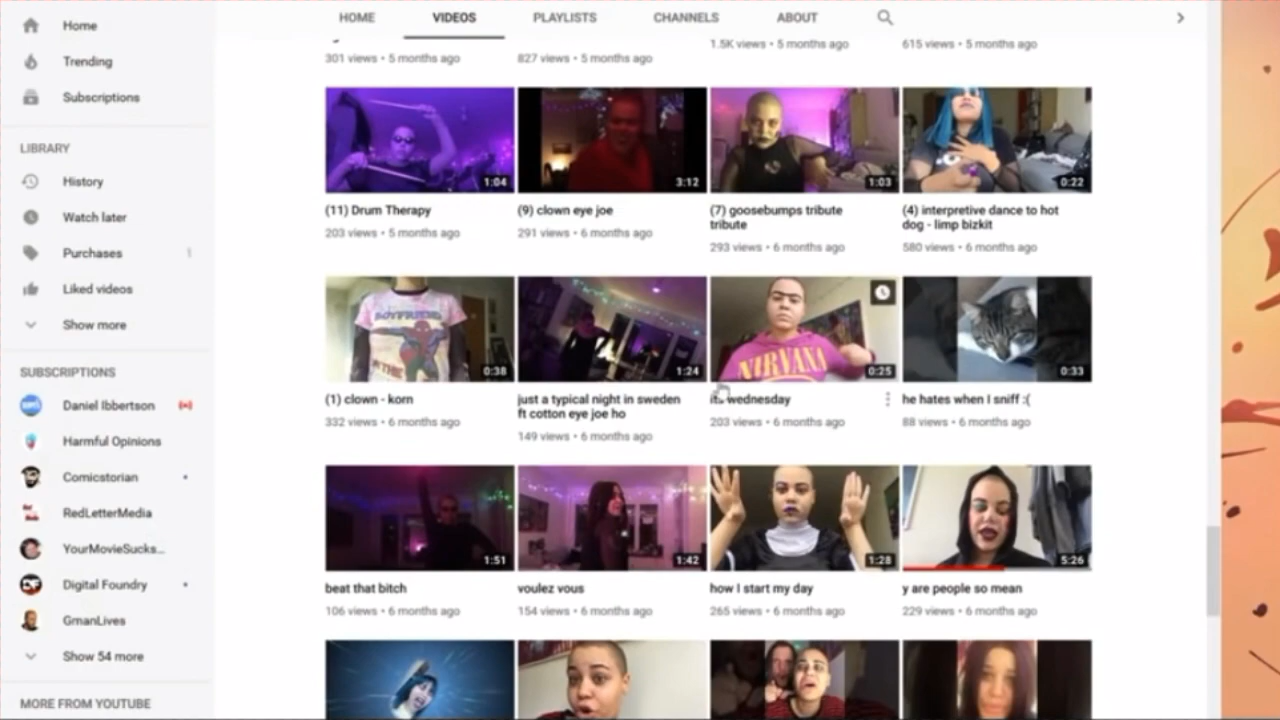 Home
Trending
Subscriptions
LIBRARY
History
Watch later
Purchases 1
Liked videos
Show more
SUBSCRIPTIONS
Daniel Ibbertson
Harmful Opinions
Comicstorian
RedLetterMedia
YourMovieSucks...
Digital Foundry
GmanLives
Show 54 more
MORE FROM YOUTUBE
HOME VIDEOS PLAYLISTS CHANNELS ABOUT
301 views • 5 months ago
827 views • 5 months ago
1.5K views • 5 months ago
615 views • 5 months ago
1:04
(11) Drum Therapy
203 views • 5 months ago
3:12
(9) clown eye joe
291 views • 6 months ago
1:03
(7) goosebumps tribute
tribute
293 views • 6 months ago
0:22
(4) interpretive dance to hot
dog - limp bizkit
580 views • 6 months ago
BOYFRIEND
0:38
(1) clown - korn
332 views • 6 months ago
1:24
just a typical night in sweden
ft cotton eye joe ho
149 views • 6 months ago
NIRVANA
0:25
its wednesday
203 views • 6 months ago
0:33
he hates when I sniff :(
88 views • 6 months ago
1:51
beat that bitch
106 views • 6 months ago
1:42
voulez vous
154 views • 6 months ago
1:28
how I start my day
265 views • 6 months ago
5:26
y are people so mean
229 views • 6 months ago